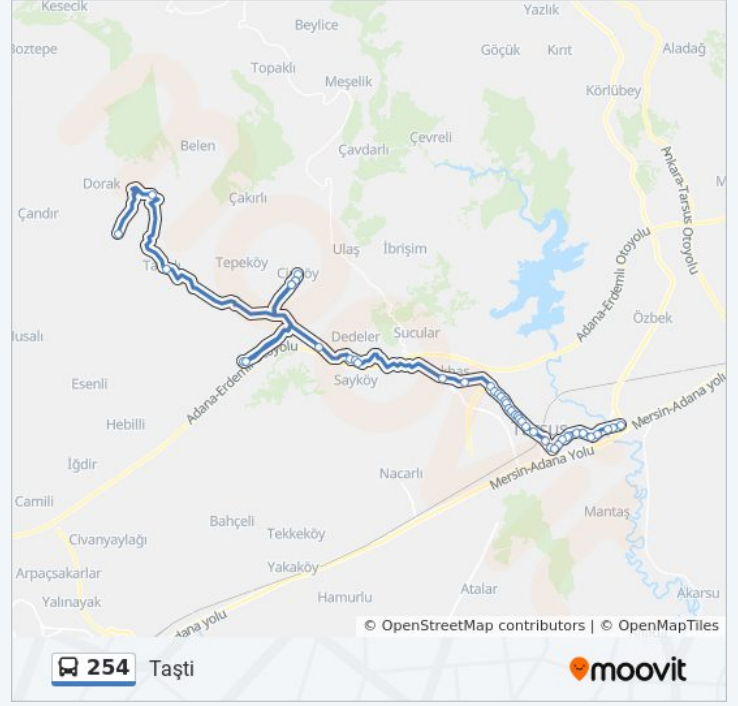 Kesecik
Yazlık
Beylice
Boztepe
Göçük
Kırıt
Aladağ
Topaklı
Meşelik
Körlübey
Çevreli
Belen
Çavdarlı
Ankara-Tarsus Otoyolu
Dorak
Çakırlı
Çandır
Ulaş
İbrişim
Tepeköy
Adana-Erdemli Otoyolu
Özbek
Dedeler
Sucular
Sayköy
Adana-Erdemli Otoyolu
Esenli
Mersin-Adana yolu
Hebilli
Tarsus
Mersin-Adana Yolu
İğdir
Nacarlı
Camili
Mantaş
Bahçeli
Tekkeköy
Civanyaylağı
Yakaköy
Arpaçsakarlar
Atalar
Akarsu
Yalınayak
Hamurlu
© OpenStreetMap contributors | © OpenMapTiles
254 Taşti
moovit